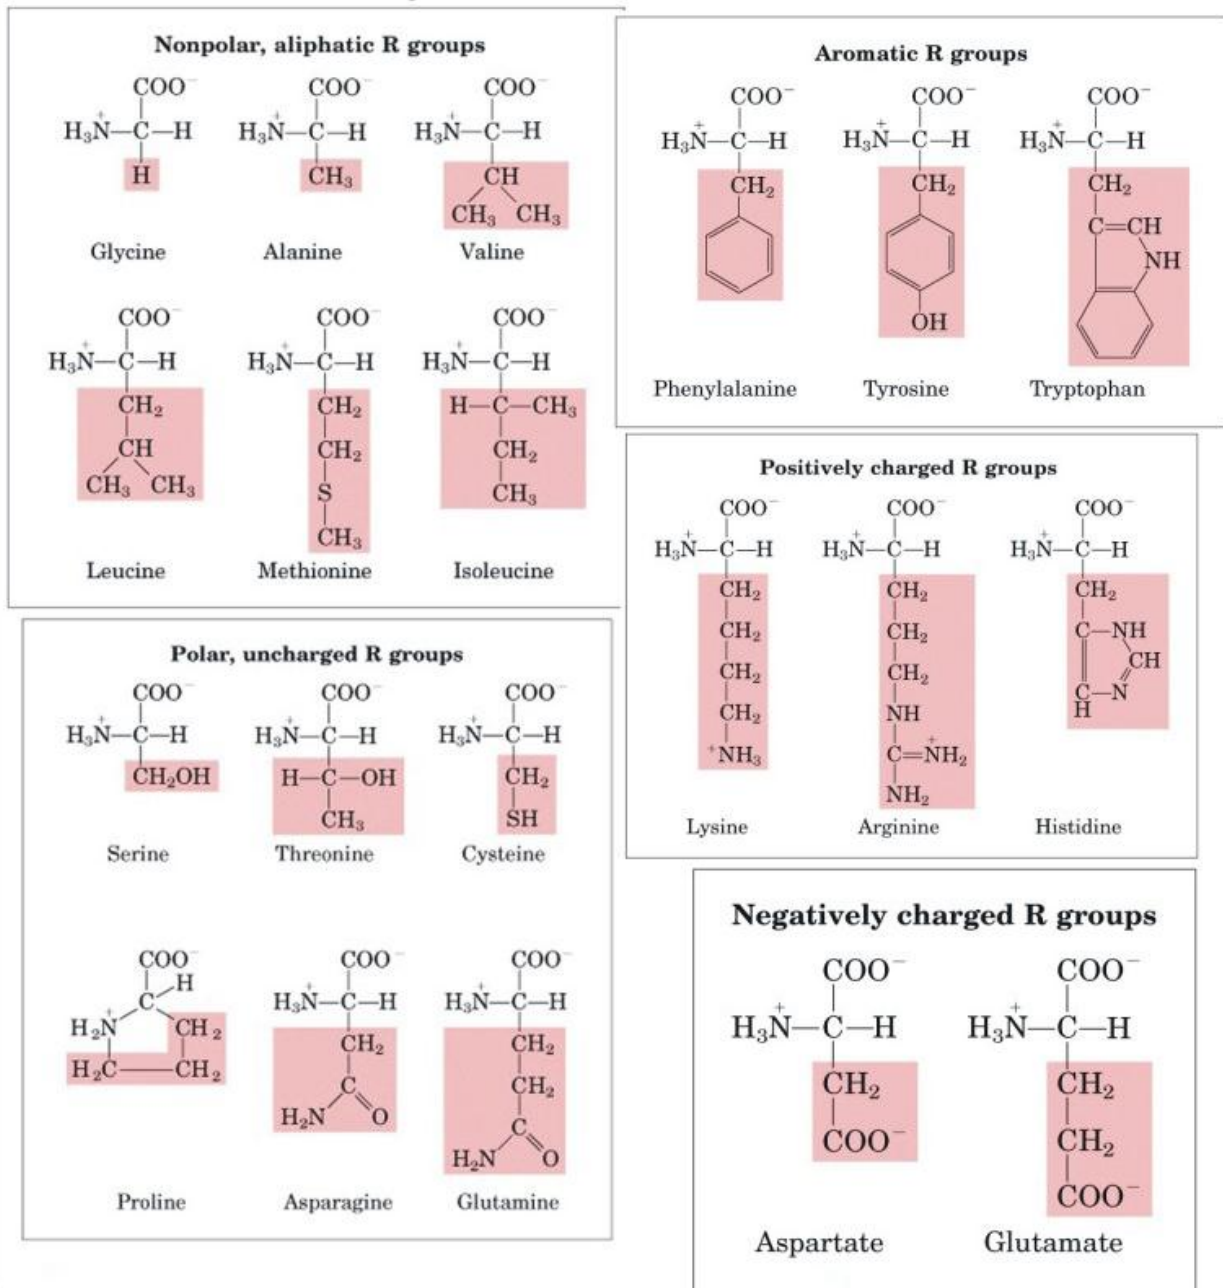 Nonpolar, aliphatic R groups
COO⁻ COO⁻ COO⁻
H₃N⁺—C—H H₃N⁺—C—H H₃N⁺—C—H
H CH₃ CH
CH₃ CH₃
Glycine Alanine Valine
COO⁻ COO⁻ COO⁻
H₃N⁺—C—H H₃N⁺—C—H H₃N⁺—C—H
CH₂ CH₂ H—C—CH₃
CH CH₂ CH₂
CH₃ CH₃ S CH₃
CH₃
Leucine Methionine Isoleucine
Aromatic R groups
COO⁻ COO⁻ COO⁻
H₃N⁺—C—H H₃N⁺—C—H H₃N⁺—C—H
CH₂ CH₂ CH₂
C=CH
NH
OH
Phenylalanine Tyrosine Tryptophan
Positively charged R groups
COO⁻ COO⁻ COO⁻
H₃N⁺—C—H H₃N⁺—C—H H₃N⁺—C—H
CH₂ CH₂ CH₂
CH₂ CH₂ C—NH
CH
CH₂ CH₂ C—N
H
CH₂ NH
⁺NH₃ C=NH₂⁺
NH₂
Lysine Arginine Histidine
Polar, uncharged R groups
COO⁻ COO⁻ COO⁻
H₃N⁺—C—H H₃N⁺—C—H H₃N⁺—C—H
CH₂OH H—C—OH CH₂
CH₃ SH
Serine Threonine Cysteine
COO⁻ COO⁻ COO⁻
H
C H₃N⁺—C—H H₃N⁺—C—H
H₂N⁺ CH₂ CH₂ CH₂
H₂C—CH₂ C CH₂
H₂N O C
H₂N O
Proline Asparagine Glutamine
Negatively charged R groups
COO⁻ COO⁻
H₃N⁺—C—H H₃N⁺—C—H
CH₂ CH₂
COO⁻ CH₂
COO⁻
Aspartate Glutamate